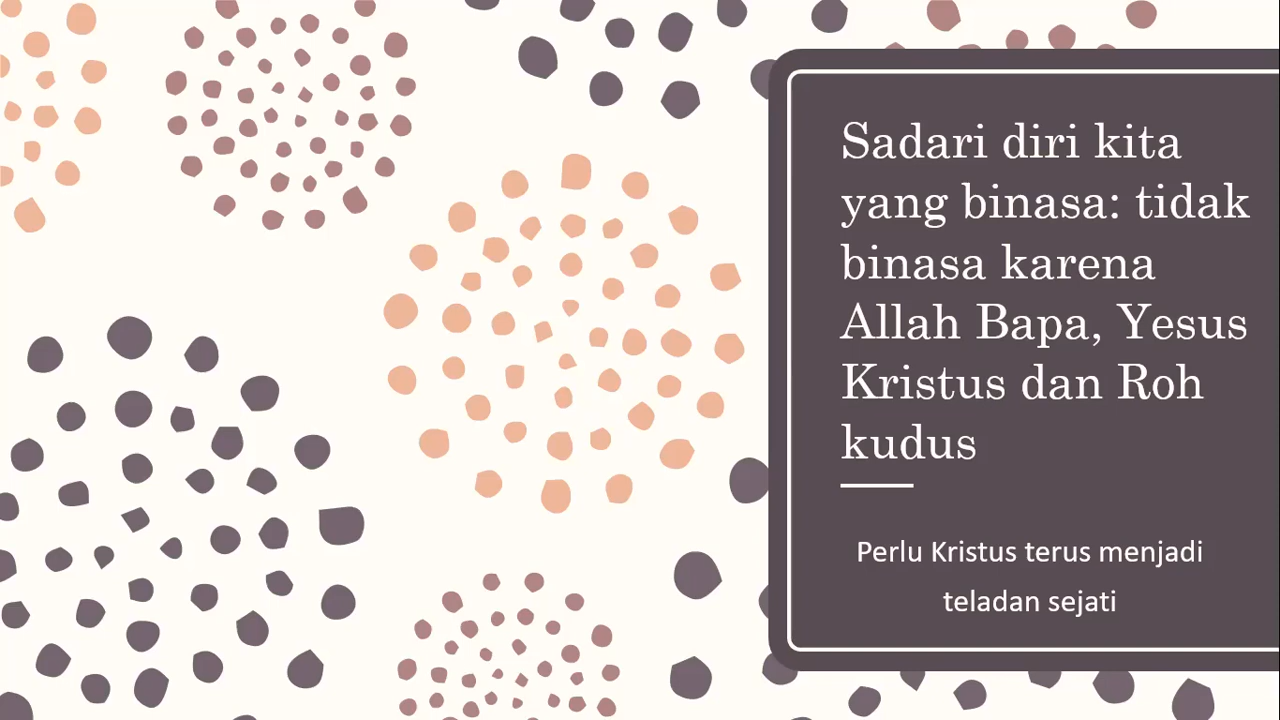 Sadari diri kita
yang binasa: tidak
binasa karena
Allah Bapa, Yesus
Kristus dan Roh
kudus
Perlu Kristus terus menjadi
teladan sejati